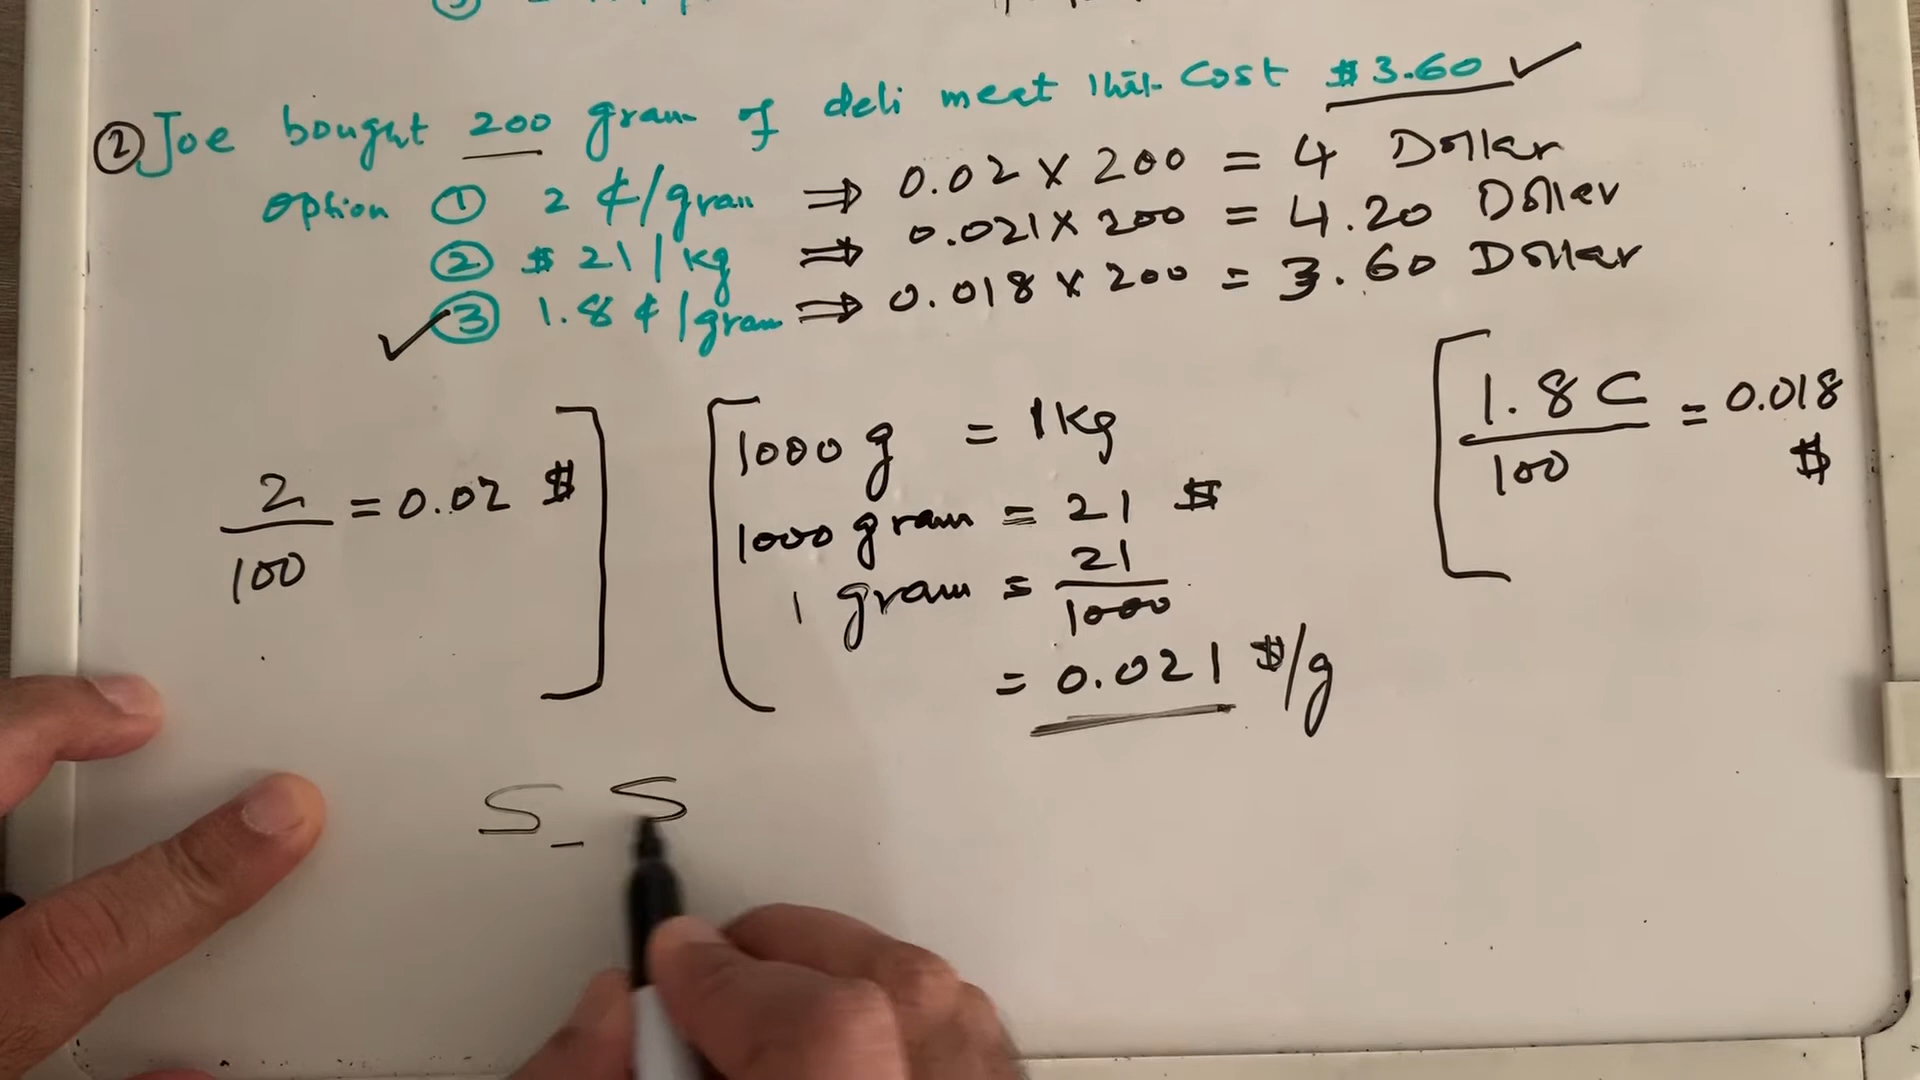 ② Joe bought 200 gram of deli meat that cost $ 3.60 ✓
option ① 2 ¢/gram ⇒ 0.02 x 200 = 4 Dollar
② $ 21/kg ⇒ 0.021 x 200 = 4.20 Dollar
✓ ③ 1.8 ¢/gram ⇒ 0.018 x 200 = 3.60 Dollar
2/100 = 0.02 $
1000 g = 1kg
1000 gram = 21 $
1 gram = 21/1000
= 0.021 $/g
1.8 C/100 = 0.018 $
S_S